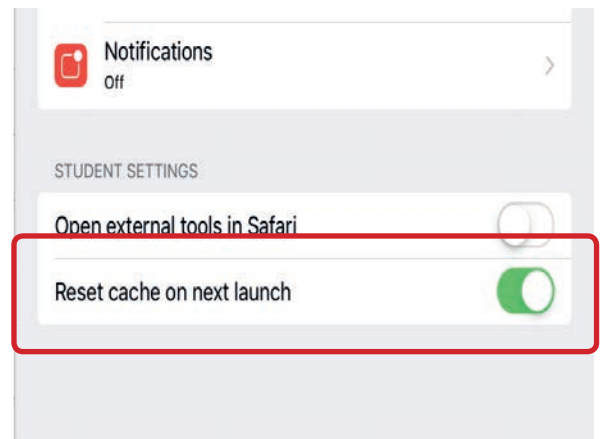 Notifications
Off
STUDENT SETTINGS
Open external tools in Safari
Reset cache on next launch